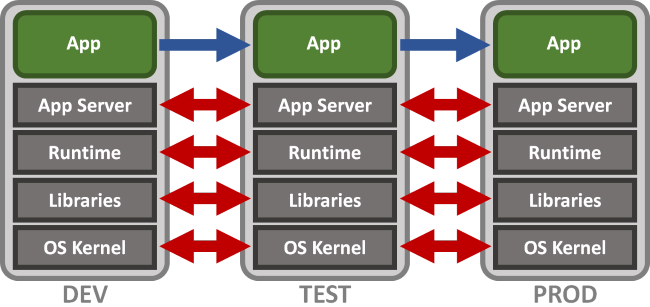 App
App
App
App Server
App Server
App Server
Runtime
Runtime
Runtime
Libraries
Libraries
Libraries
OS Kernel
OS Kernel
OS Kernel
DEV
TEST
PROD